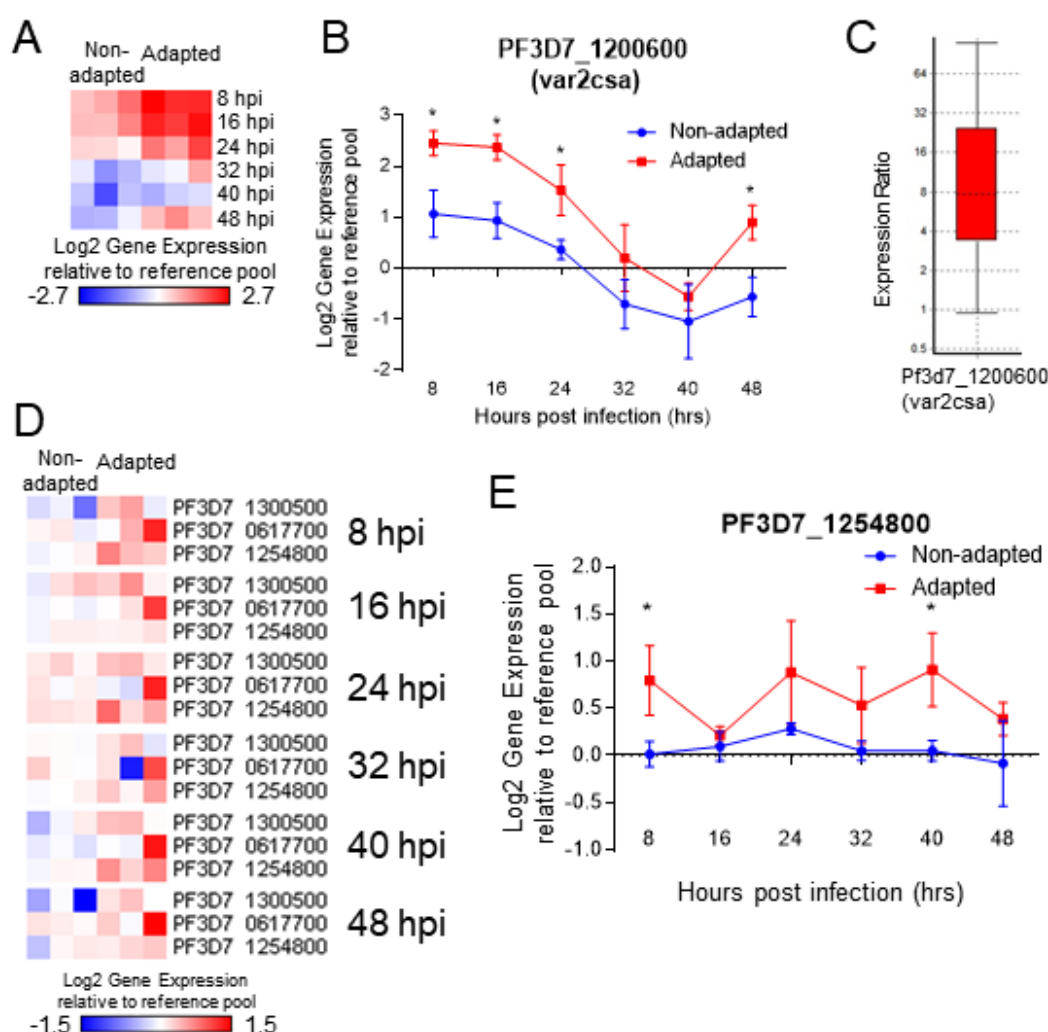 A
Non-
adapted
Adapted
8 hpi
16 hpi
24 hpi
32 hpi
40 hpi
48 hpi
Log2 Gene Expression
relative to reference pool
-2.7
2.7
B
PF3D7_1200600
(var2csa)
Log2 Gene Expression
relative to reference pool
3
2
1
0
-1
-2
*
*
*
*
Non-adapted
Adapted
8
16
24
32
40
48
Hours post infection (hrs)
C
Expression Ratio
64
32
16
8
4
2
1
0.5
Pf3d7_1200600
(var2csa)
D
Non-
adapted
Adapted
PF3D7 1300500
PF3D7 0617700
PF3D7 1254800
8 hpi
PF3D7 1300500
PF3D7 0617700
PF3D7 1254800
16 hpi
PF3D7 1300500
PF3D7 0617700
PF3D7 1254800
24 hpi
PF3D7 1300500
PF3D7 0617700
PF3D7 1254800
32 hpi
PF3D7 1300500
PF3D7 0617700
PF3D7 1254800
40 hpi
PF3D7 1300500
PF3D7 0617700
PF3D7 1254800
48 hpi
Log2 Gene Expression
relative to reference pool
-1.5
1.5
E
PF3D7_1254800
Non-adapted
Adapted
Log2 Gene Expression
relative to reference pool
2.0
1.5
1.0
0.5
0.0
-0.5
-1.0
*
*
8
16
24
32
40
48
Hours post infection (hrs)